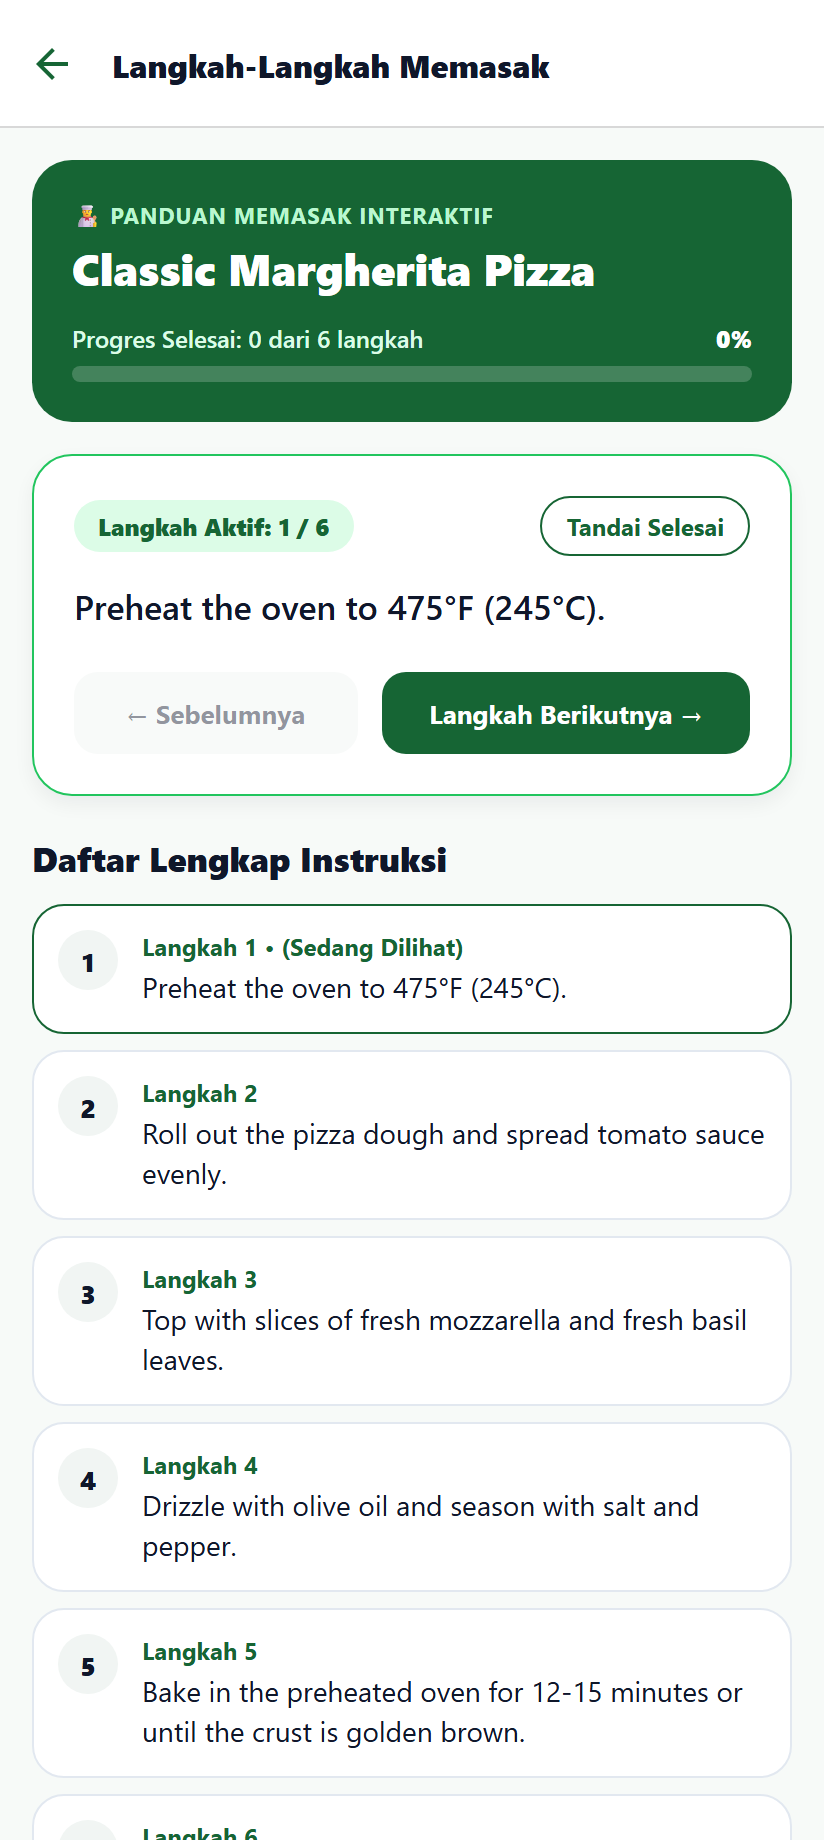 Langkah-Langkah Memasak
PANDUAN MEMASAK INTERAKTIF
Classic Margherita Pizza
Progres Selesai: 0 dari 6 langkah
0%
Langkah Aktif: 1 / 6
Tandai Selesai
Preheat the oven to 475°F (245°C).
← Sebelumnya
Langkah Berikutnya →
Daftar Lengkap Instruksi
1
Langkah 1 • (Sedang Dilihat)
Preheat the oven to 475°F (245°C).
2
Langkah 2
Roll out the pizza dough and spread tomato sauce
evenly.
3
Langkah 3
Top with slices of fresh mozzarella and fresh basil
leaves.
4
Langkah 4
Drizzle with olive oil and season with salt and
pepper.
5
Langkah 5
Bake in the preheated oven for 12-15 minutes or
until the crust is golden brown.
Langkah 6